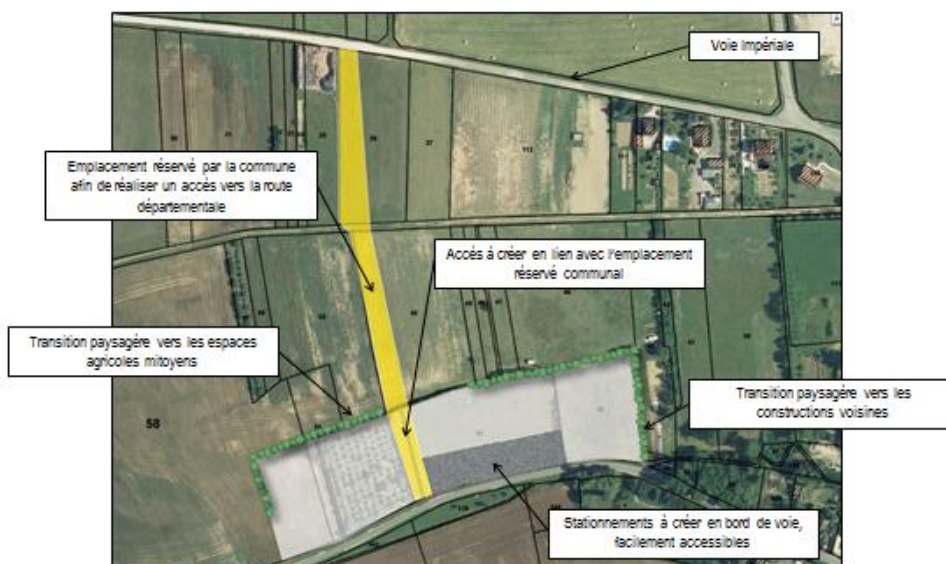 Voie Impériale
Emplacement réservé par la commune
afin de réaliser un accès vers la route
départementale
Accès à créer en lien avec l'emplacement
réservé communal
Transition paysagère vers les espaces
agricoles mitoyens
Transition paysagère vers les
constructions voisines
58
Stationnements à créer en bord de voie,
facilement accessibles